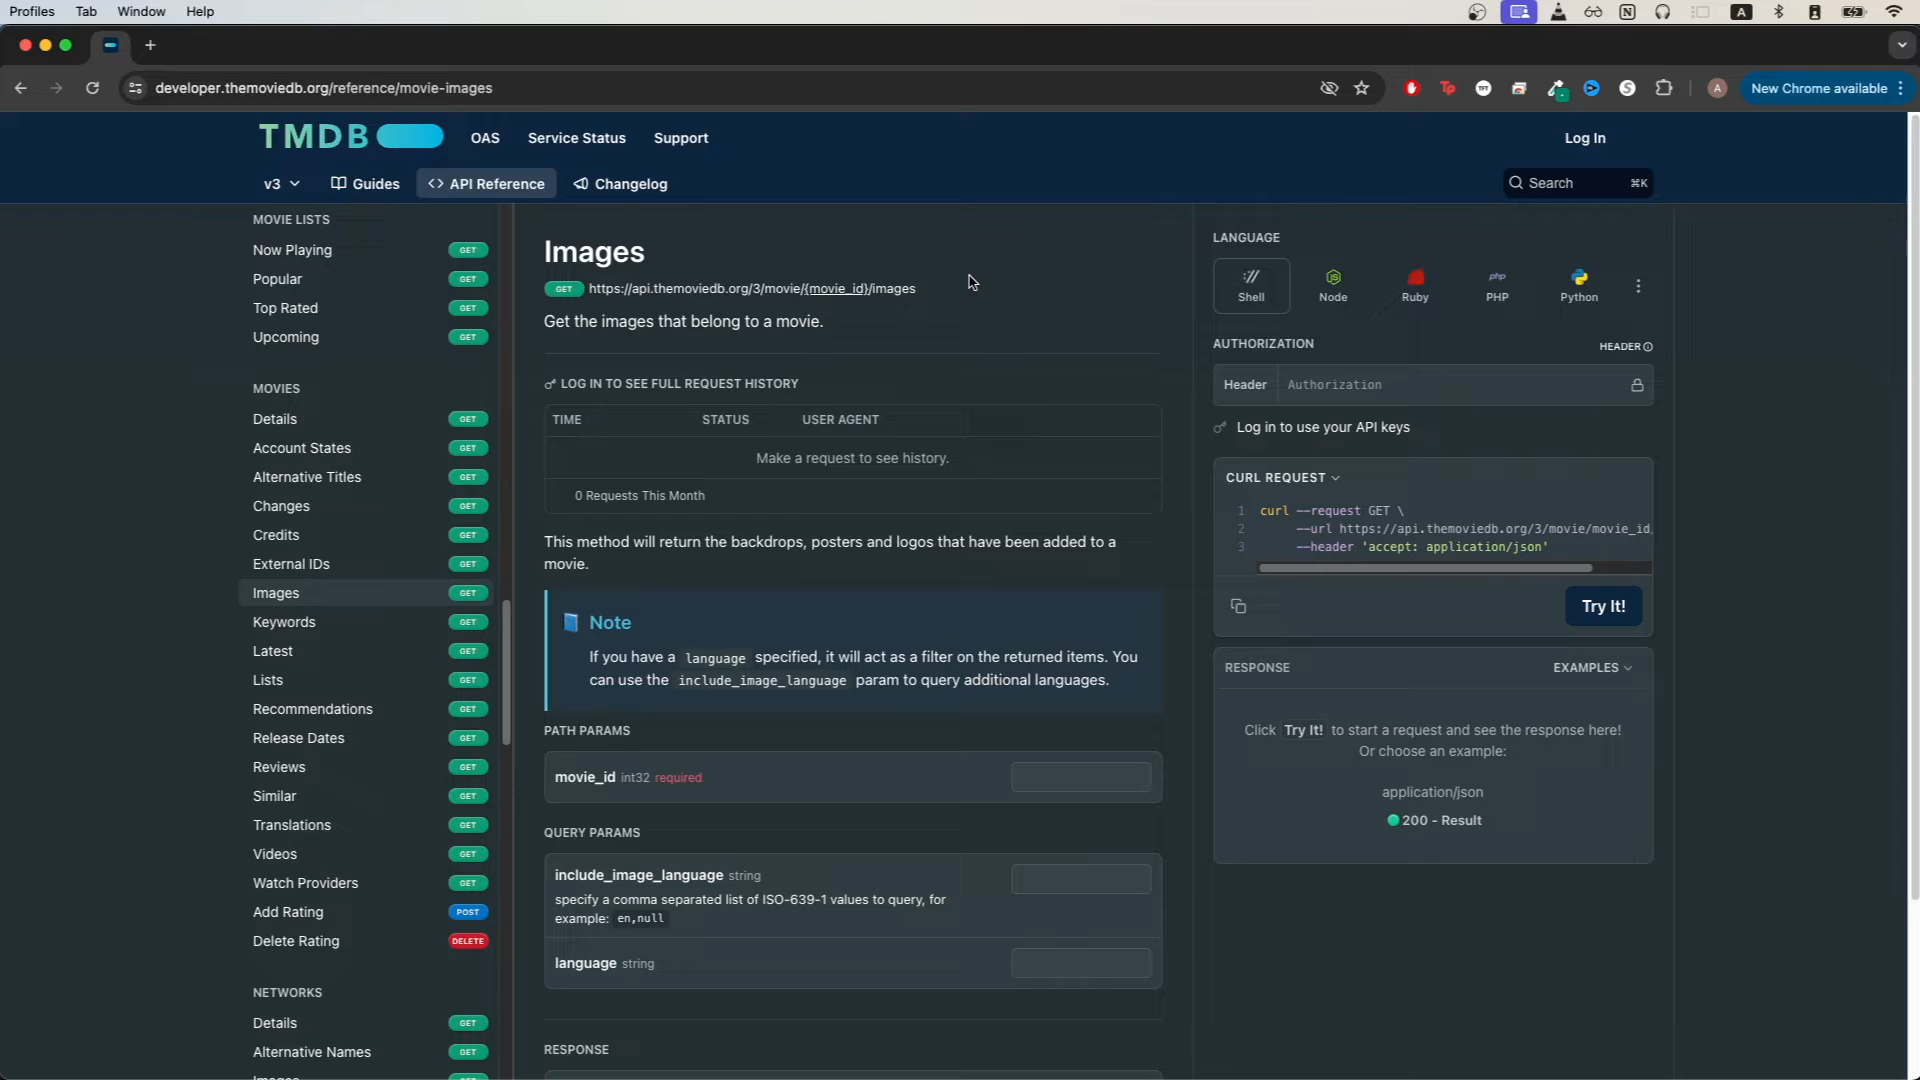 Profiles Tab Window Help
A
developer.themoviedb.org/reference/movie-images
A New Chrome available
TMDB OAS Service Status Support Log In
v3 Guides <> API Reference Changelog Search ⌘K
MOVIE LISTS
Now Playing GET
Popular GET
Top Rated GET
Upcoming GET
MOVIES
Details GET
Account States GET
Alternative Titles GET
Changes GET
Credits GET
External IDs GET
Images GET
Keywords GET
Latest GET
Lists GET
Recommendations GET
Release Dates GET
Reviews GET
Similar GET
Translations GET
Videos GET
Watch Providers GET
Add Rating POST
Delete Rating DELETE
NETWORKS
Details GET
Alternative Names GET
Images GET
Images
GET https://api.themoviedb.org/3/movie/{movie_id}/images
Get the images that belong to a movie.
LOG IN TO SEE FULL REQUEST HISTORY
TIME STATUS USER AGENT
Make a request to see history.
0 Requests This Month
This method will return the backdrops, posters and logos that have been added to a
movie.
Note
If you have a language specified, it will act as a filter on the returned items. You
can use the include_image_language param to query additional languages.
PATH PARAMS
movie_id int32 required
QUERY PARAMS
include_image_language string
specify a comma separated list of ISO-639-1 values to query, for
example: en,null
language string
RESPONSE
LANGUAGE
Shell Node Ruby PHP Python
AUTHORIZATION HEADER
Header Authorization
Log in to use your API keys
CURL REQUEST
1 curl --request GET \
2 --url https://api.themoviedb.org/3/movie/movie_id/
3 --header 'accept: application/json'
Try It!
RESPONSE EXAMPLES
Click Try It! to start a request and see the response here!
Or choose an example:
application/json
200 - Result